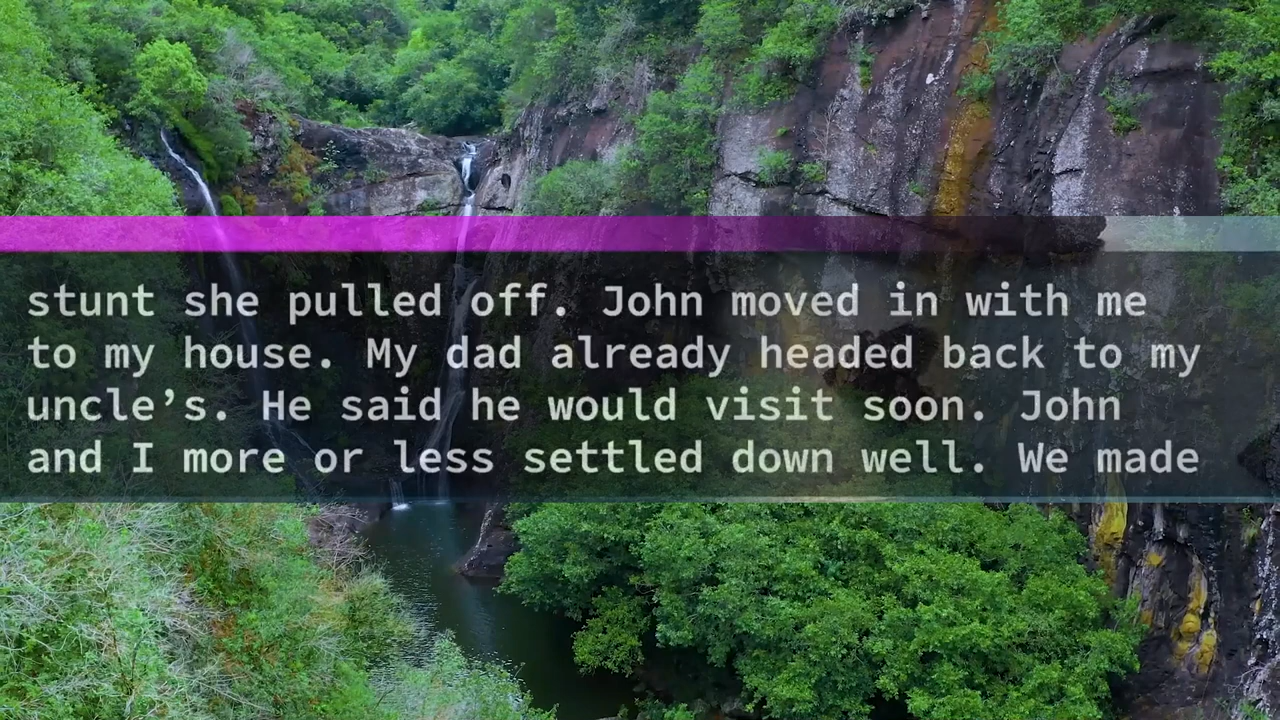 stunt she pulled off. John moved in with me
to my house. My dad already headed back to my
uncle’s. He said he would visit soon. John
and I more or less settled down well. We made